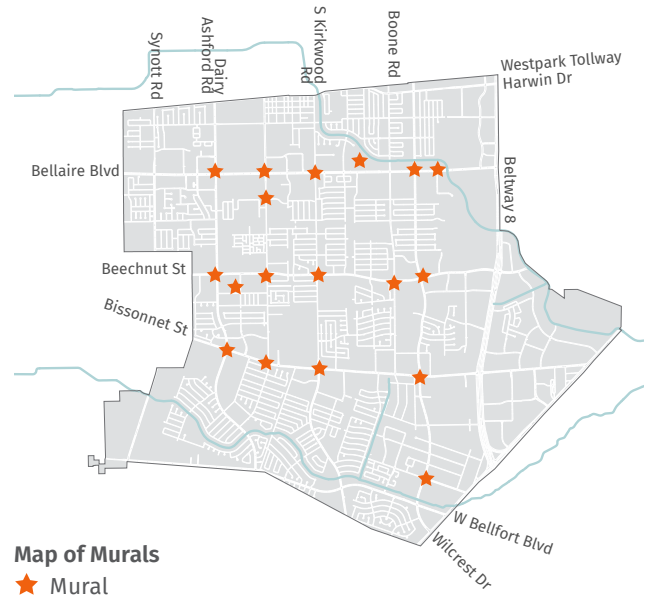 Synott Rd
Dairy
Ashford Rd
S Kirkwood
Rd
Boone Rd
Westpark Tollway
Harwin Dr
Bellaire Blvd
Beltway 8
Beechnut St
Bissonnet St
W Bellfort Blvd
Wilcrest Dr
Map of Murals
Mural